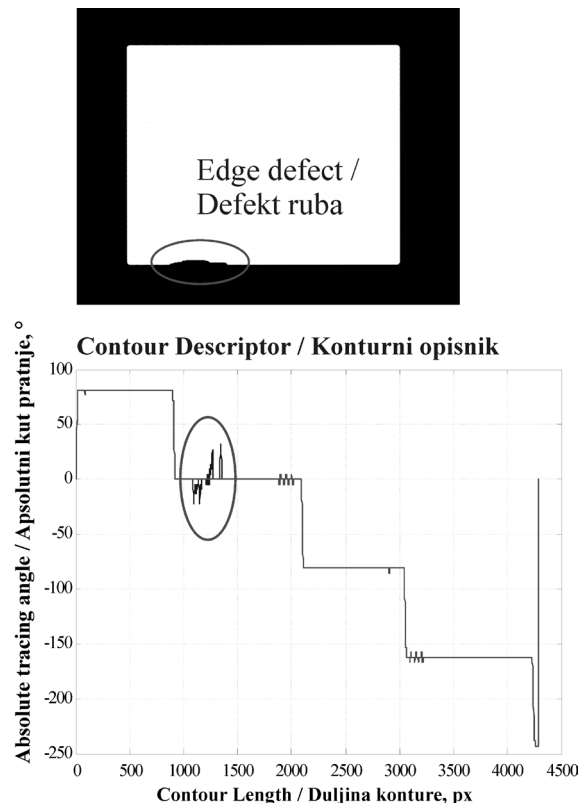 Edge defect /
Defekt ruba
Contour Descriptor / Konturni opisnik
Absolute tracing angle / Apsolutni kut pratnje, °
100
50
0
-50
-100
-150
-200
-250
0 500 1000 1500 2000 2500 3000 3500 4000 4500
Contour Length / Duljina konture, px